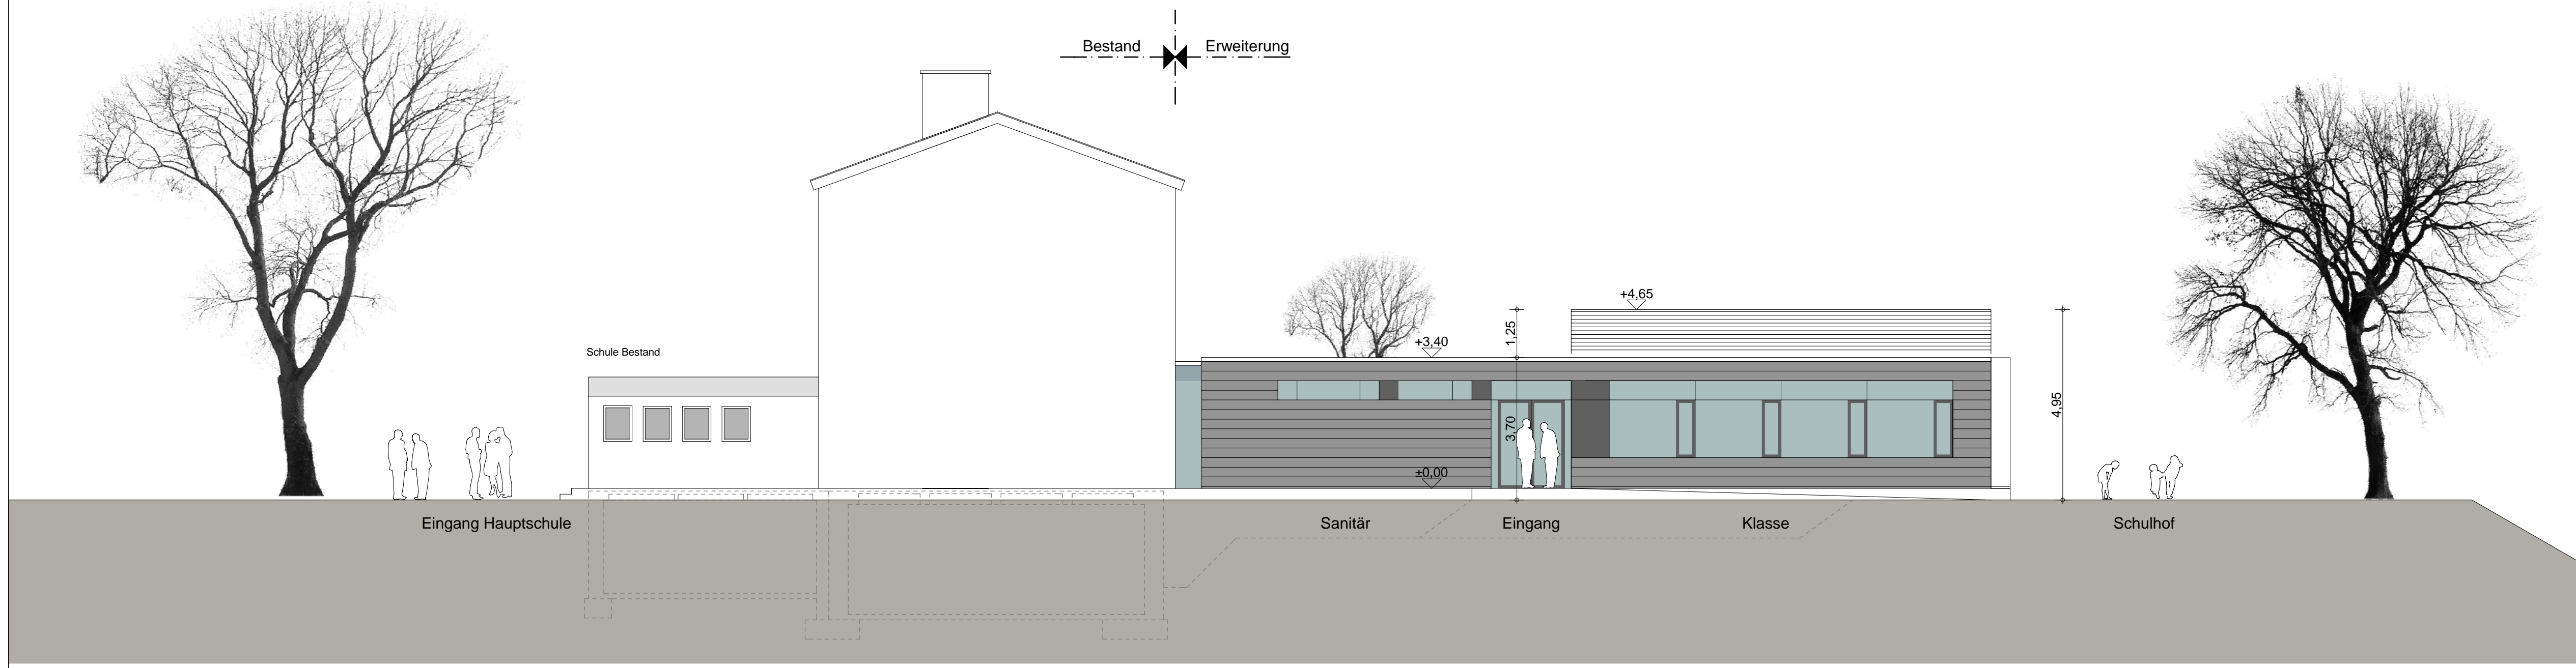 Bestand
Erweiterung
+4,65
1,25
+3,40
Schule Bestand
4,95
3,70
±0,00
Eingang Hauptschule
Sanitär
Eingang
Klasse
Schulhof